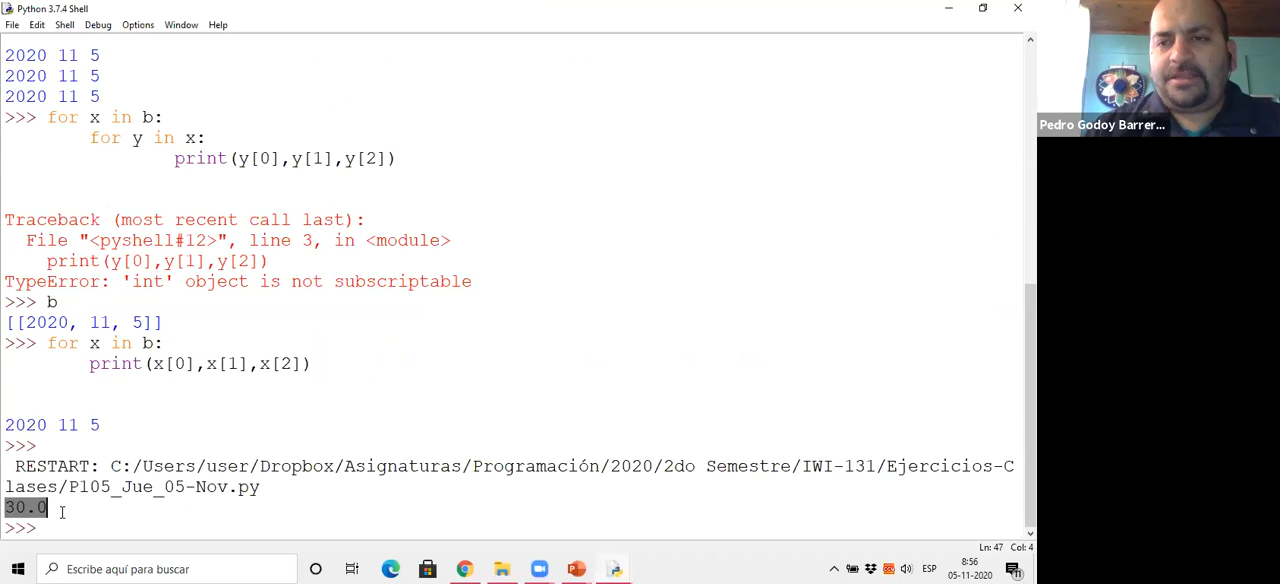 Python 3.7.4 Shell
File Edit Shell Debug Options Window Help
2020 11 5
2020 11 5
2020 11 5
>>> for x in b:
for y in x:
print(y[0],y[1],y[2])
Traceback (most recent call last):
File "<pyshell#12>", line 3, in <module>
print(y[0],y[1],y[2])
TypeError: 'int' object is not subscriptable
>>> b
[[2020, 11, 5]]
>>> for x in b:
print(x[0],x[1],x[2])
2020 11 5
>>>
RESTART: C:/Users/user/Dropbox/Asignaturas/Programación/2020/2do Semestre/IWI-131/Ejercicios-C
lases/P105_Jue_05-Nov.py
30.0
>>>
Ln: 47 Col: 4
Pedro Godoy Barrer...
Escribe aquí para buscar
ESP
8:56
05-11-2020
11